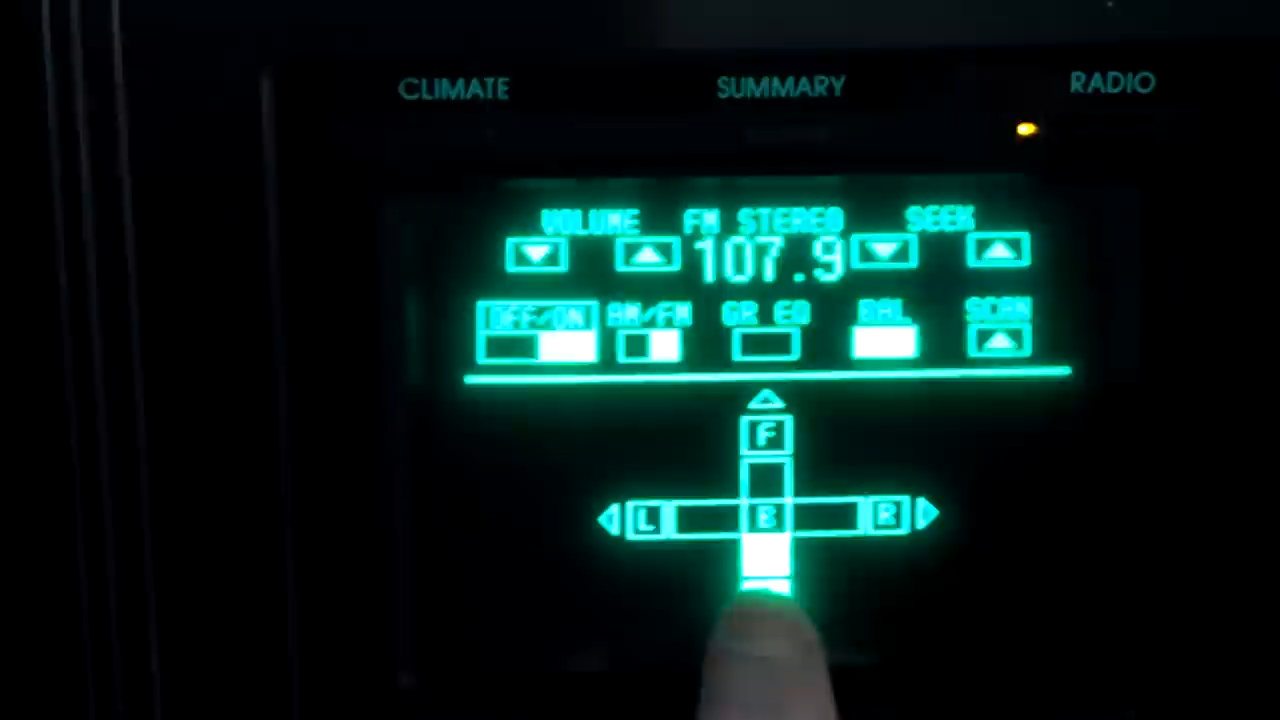 CLIMATE SUMMARY RADIO
VOLUME FM STEREO SEEK
107.9
OFF/ON AM/FM GR EQ BAL SCAN
F
L B R